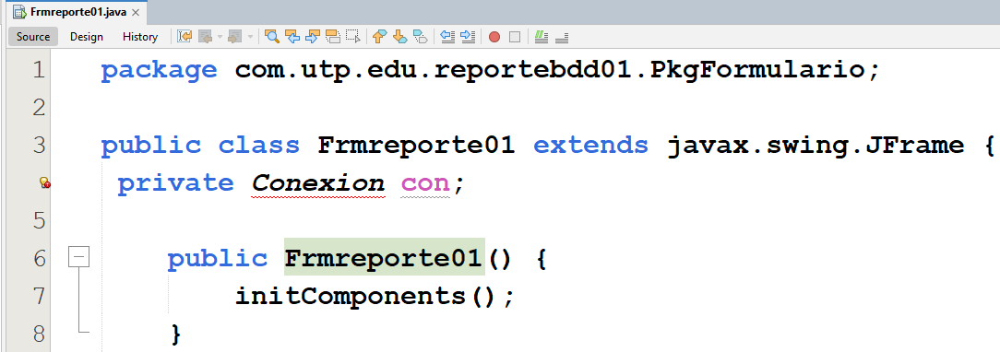 Frmreporte01.java ×
Source Design History
1 package com.utp.edu.reportebdd01.PkgFormulario;
2
3 public class Frmreporte01 extends javax.swing.JFrame {
private Conexion con;
5
6 public Frmreporte01() {
7 initComponents();
8 }